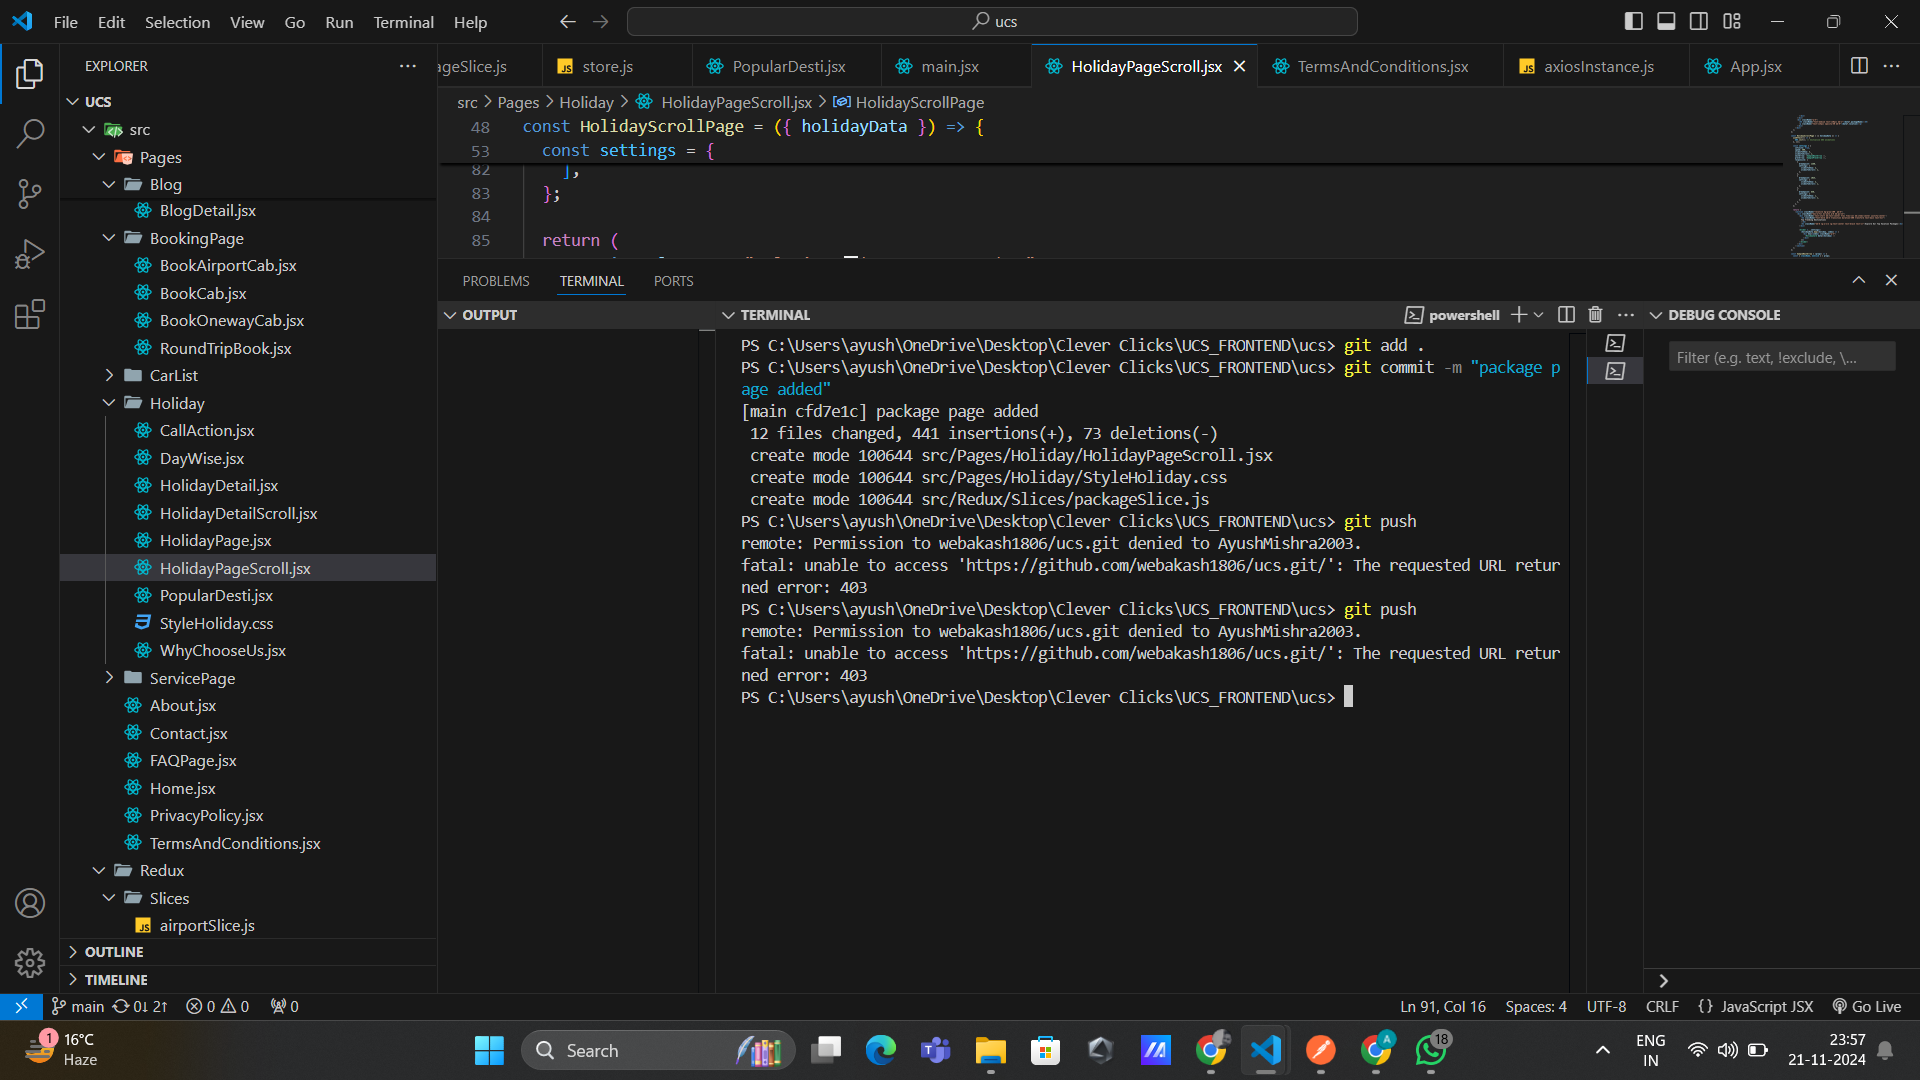 File Edit Selection View Go Run Terminal Help
ucs
EXPLORER
UCS
src
Pages
Blog
BlogDetail.jsx
BookingPage
BookAirportCab.jsx
BookCab.jsx
BookOnewayCab.jsx
RoundTripBook.jsx
CarList
Holiday
CallAction.jsx
DayWise.jsx
HolidayDetail.jsx
HolidayDetailScroll.jsx
HolidayPage.jsx
HolidayPageScroll.jsx
PopularDesti.jsx
StyleHoliday.css
WhyChooseUs.jsx
ServicePage
About.jsx
Contact.jsx
FAQPage.jsx
Home.jsx
PrivacyPolicy.jsx
TermsAndConditions.jsx
Redux
Slices
airportSlice.js
OUTLINE
TIMELINE
ageSlice.js store.js PopularDesti.jsx main.jsx HolidayPageScroll.jsx TermsAndConditions.jsx axiosInstance.js App.jsx
src > Pages > Holiday > HolidayPageScroll.jsx > HolidayScrollPage
48 const HolidayScrollPage = ({ holidayData }) => {
53 const settings = {
82 ],
83 };
84
85 return (
PROBLEMS TERMINAL PORTS
OUTPUT
TERMINAL
powershell
PS C:\Users\ayush\OneDrive\Desktop\Clever Clicks\UCS_FRONTEND\ucs> git add .
PS C:\Users\ayush\OneDrive\Desktop\Clever Clicks\UCS_FRONTEND\ucs> git commit -m "package p
age added"
[main cfd7e1c] package page added
12 files changed, 441 insertions(+), 73 deletions(-)
create mode 100644 src/Pages/Holiday/HolidayPageScroll.jsx
create mode 100644 src/Pages/Holiday/StyleHoliday.css
create mode 100644 src/Redux/Slices/packageSlice.js
PS C:\Users\ayush\OneDrive\Desktop\Clever Clicks\UCS_FRONTEND\ucs> git push
remote: Permission to webakash1806/ucs.git denied to AyushMishra2003.
fatal: unable to access 'https://github.com/webakash1806/ucs.git/': The requested URL retur
ned error: 403
PS C:\Users\ayush\OneDrive\Desktop\Clever Clicks\UCS_FRONTEND\ucs> git push
remote: Permission to webakash1806/ucs.git denied to AyushMishra2003.
fatal: unable to access 'https://github.com/webakash1806/ucs.git/': The requested URL retur
ned error: 403
PS C:\Users\ayush\OneDrive\Desktop\Clever Clicks\UCS_FRONTEND\ucs>
DEBUG CONSOLE
Filter (e.g. text, !exclude, \...
main 0↓ 2↑ 0 0 0
Ln 91, Col 16 Spaces: 4 UTF-8 CRLF {} JavaScript JSX Go Live
1
16°C
Haze
Search
A
18
ENG
IN
23:57
21-11-2024